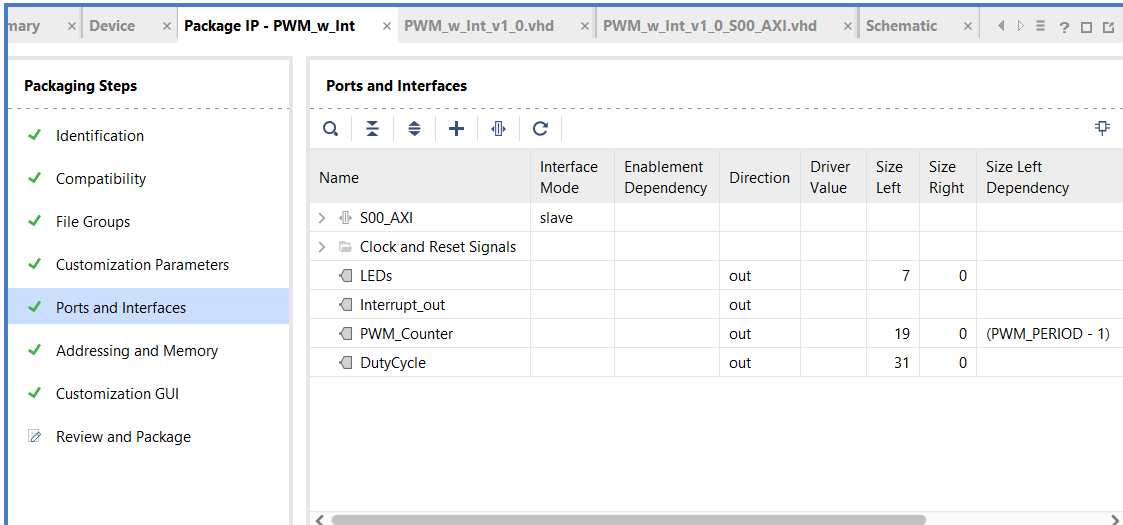 mary Device Package IP - PWM_w_Int PWM_w_Int_v1_0.vhd PWM_w_Int_v1_0_S00_AXI.vhd Schematic
Packaging Steps
Identification
Compatibility
File Groups
Customization Parameters
Ports and Interfaces
Addressing and Memory
Customization GUI
Review and Package
Ports and Interfaces
Name Interface Mode Enablement Dependency Direction Driver Value Size Left Size Right Size Left Dependency
S00_AXI slave
Clock and Reset Signals
LEDs out 7 0
Interrupt_out out
PWM_Counter out 19 0 (PWM_PERIOD - 1)
DutyCycle out 31 0